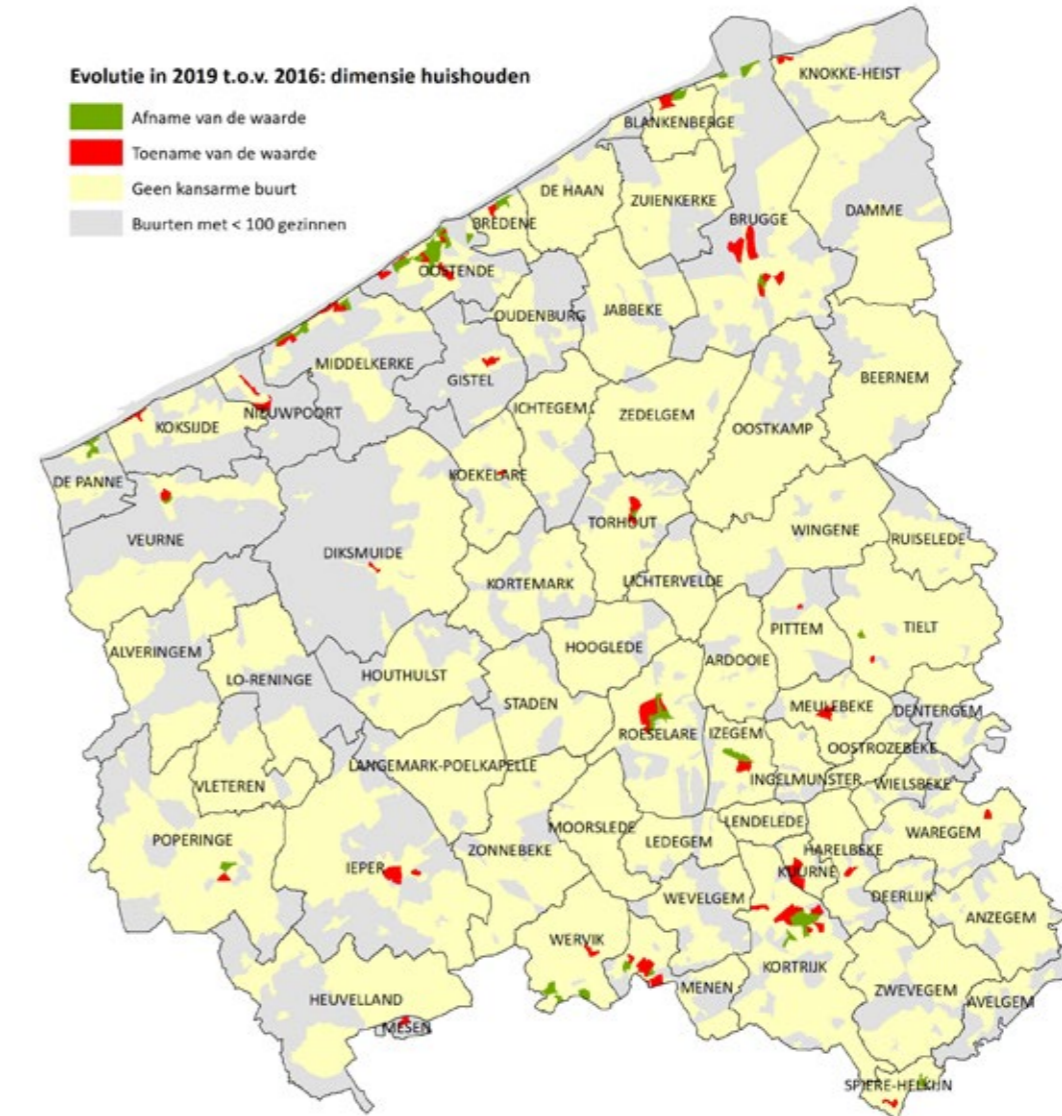 Evolutie in 2019 t.o.v. 2016: dimensie huishouden
Afname van de waarde
Toename van de waarde
Geen kansarme buurt
Buurten met < 100 gezinnen
KNOKKE-HEIST
BLANKENBERGE
DE HAAN
ZUIENKERKE
BRUGGE
DAMME
BREDENE
OOSTENDE
OUDENBURG
JABBEKE
MIDDELKERKE
GISTEL
BEERNEM
NIEUWPOORT
ICHTEGEM
ZEDELGEM
OOSTKAMP
KOKSIJDE
DE PANNE
KOEKELARE
VEURNE
DIKSMUIDE
TORHOUT
WINGENE
RUISELEDE
KORTEMARK
LICHTERVELDE
PITTEM
TIELT
ALVERINGEM
HOOGLEDE
ARDOOIE
LO-RENINGE
HOUTHULST
STADEN
MEULEBEKE
DENTERGEM
ROESELARE
IZEGEM
OOSTROZEBEKE
LANGEMARK-POELKAPELLE
INGELMUNSTER
WIELSBEKE
VLETEREN
MOORSLEDE
LENDELEDE
POPERINGE
LEDEGEM
WAREGEM
IEPER
ZONNEBEKE
HARELBEKE
KUURNE
WEVELGEM
DEERLIJK
ANZEGEM
WERVIK
MENEN
KORTRIJK
ZWEVEGEM
HEUVELLAND
AVELGEM
MESEN
SPIERE-HELKIJN